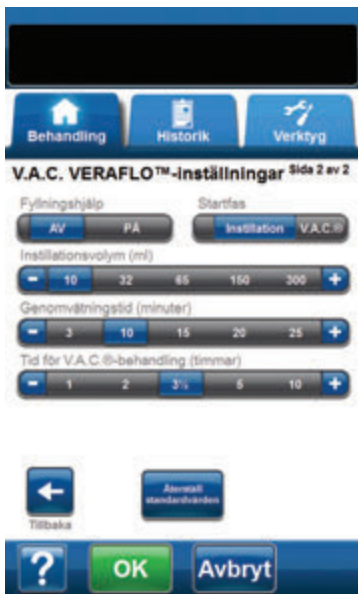 Behandling Historik Verktyg
V.A.C. VERAFLO™-inställningar Sida 2 av 2
Fyllningshjälp Startfas
AV PÅ Instillation V.A.C.®
Instillationsvolym (ml)
- 10 32 65 150 300 +
Genomvätningstid (minuter)
- 3 10 15 20 25 +
Tid för V.A.C.®-behandling (timmar)
- 1 2 3½ 5 10 +
Återställ
standardvärden
Tillbaka
? OK Avbryt